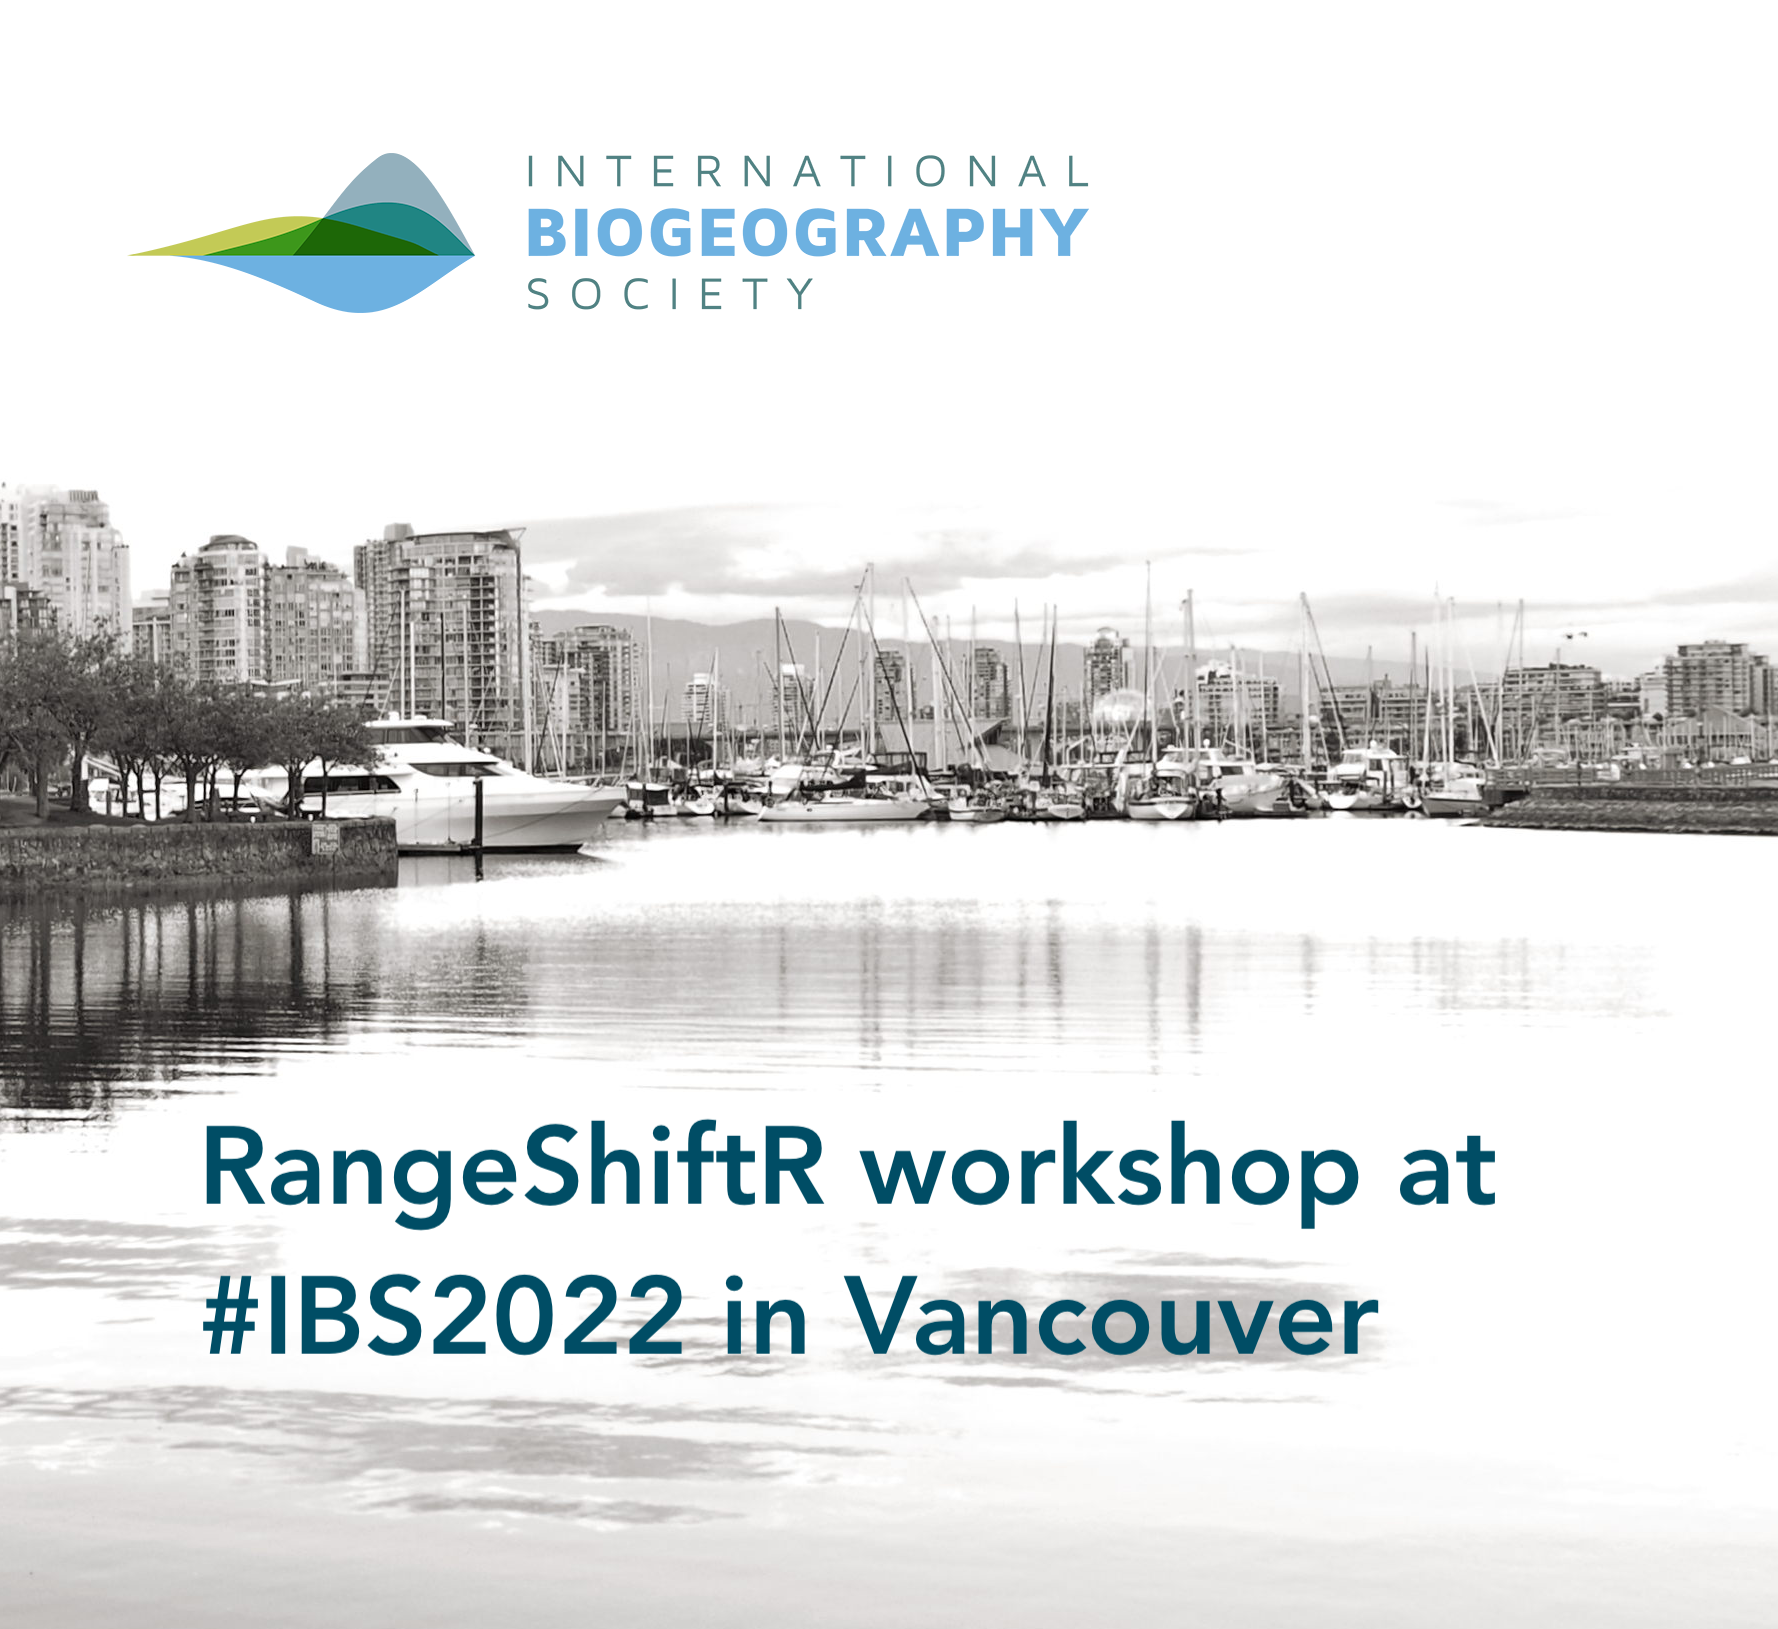 INTERNATIONAL
BIOGEOGRAPHY
SOCIETY
RangeShiftR workshop at
#IBS2022 in Vancouver